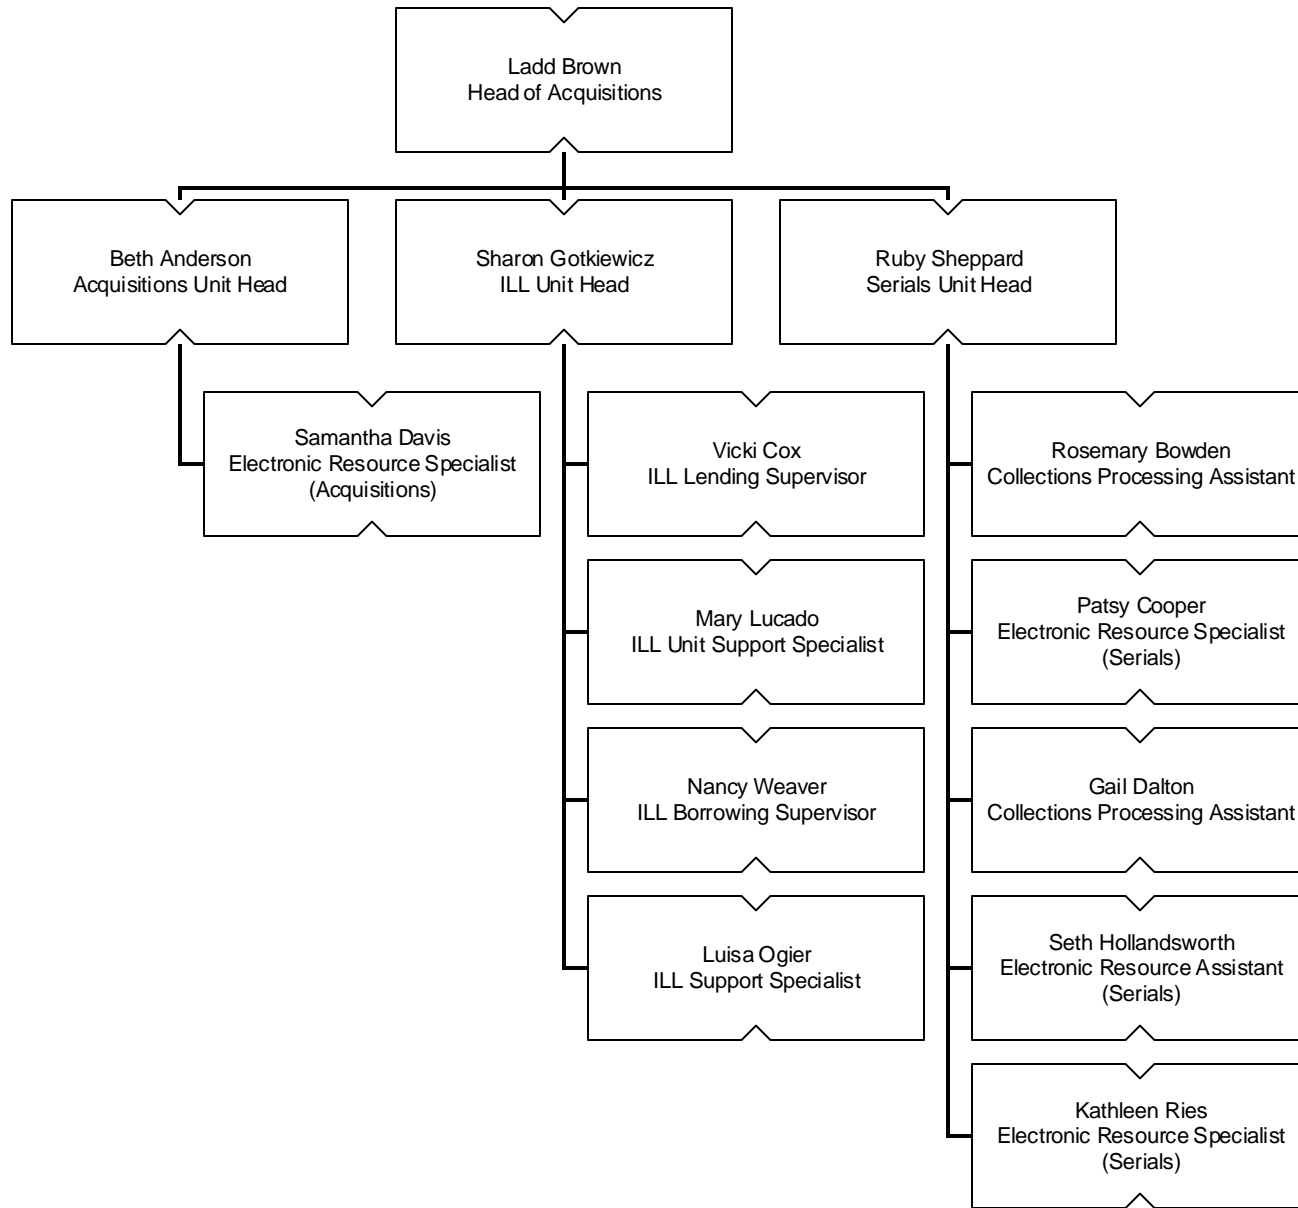 Ladd Brown
Head of Acquisitions
Beth Anderson
Acquisitions Unit Head
Sharon Gotkiewicz
ILL Unit Head
Ruby Sheppard
Serials Unit Head
Samantha Davis
Electronic Resource Specialist
(Acquisitions)
Vicki Cox
ILL Lending Supervisor
Mary Lucado
ILL Unit Support Specialist
Nancy Weaver
ILL Borrowing Supervisor
Luisa Ogier
ILL Support Specialist
Rosemary Bowden
Collections Processing Assistant
Patsy Cooper
Electronic Resource Specialist
(Serials)
Gail Dalton
Collections Processing Assistant
Seth Hollandsworth
Electronic Resource Assistant
(Serials)
Kathleen Ries
Electronic Resource Specialist
(Serials)